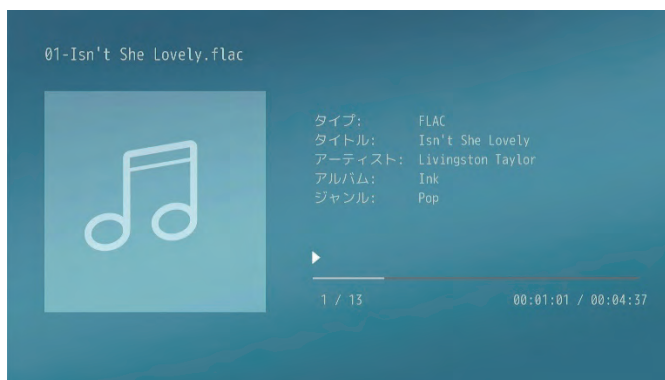 01-Isn't She Lovely.flac
タイプ: FLAC
タイトル: Isn't She Lovely
アーティスト: Livingston Taylor
アルバム: Ink
ジャンル: Pop
1 / 13 00:01:01 / 00:04:37